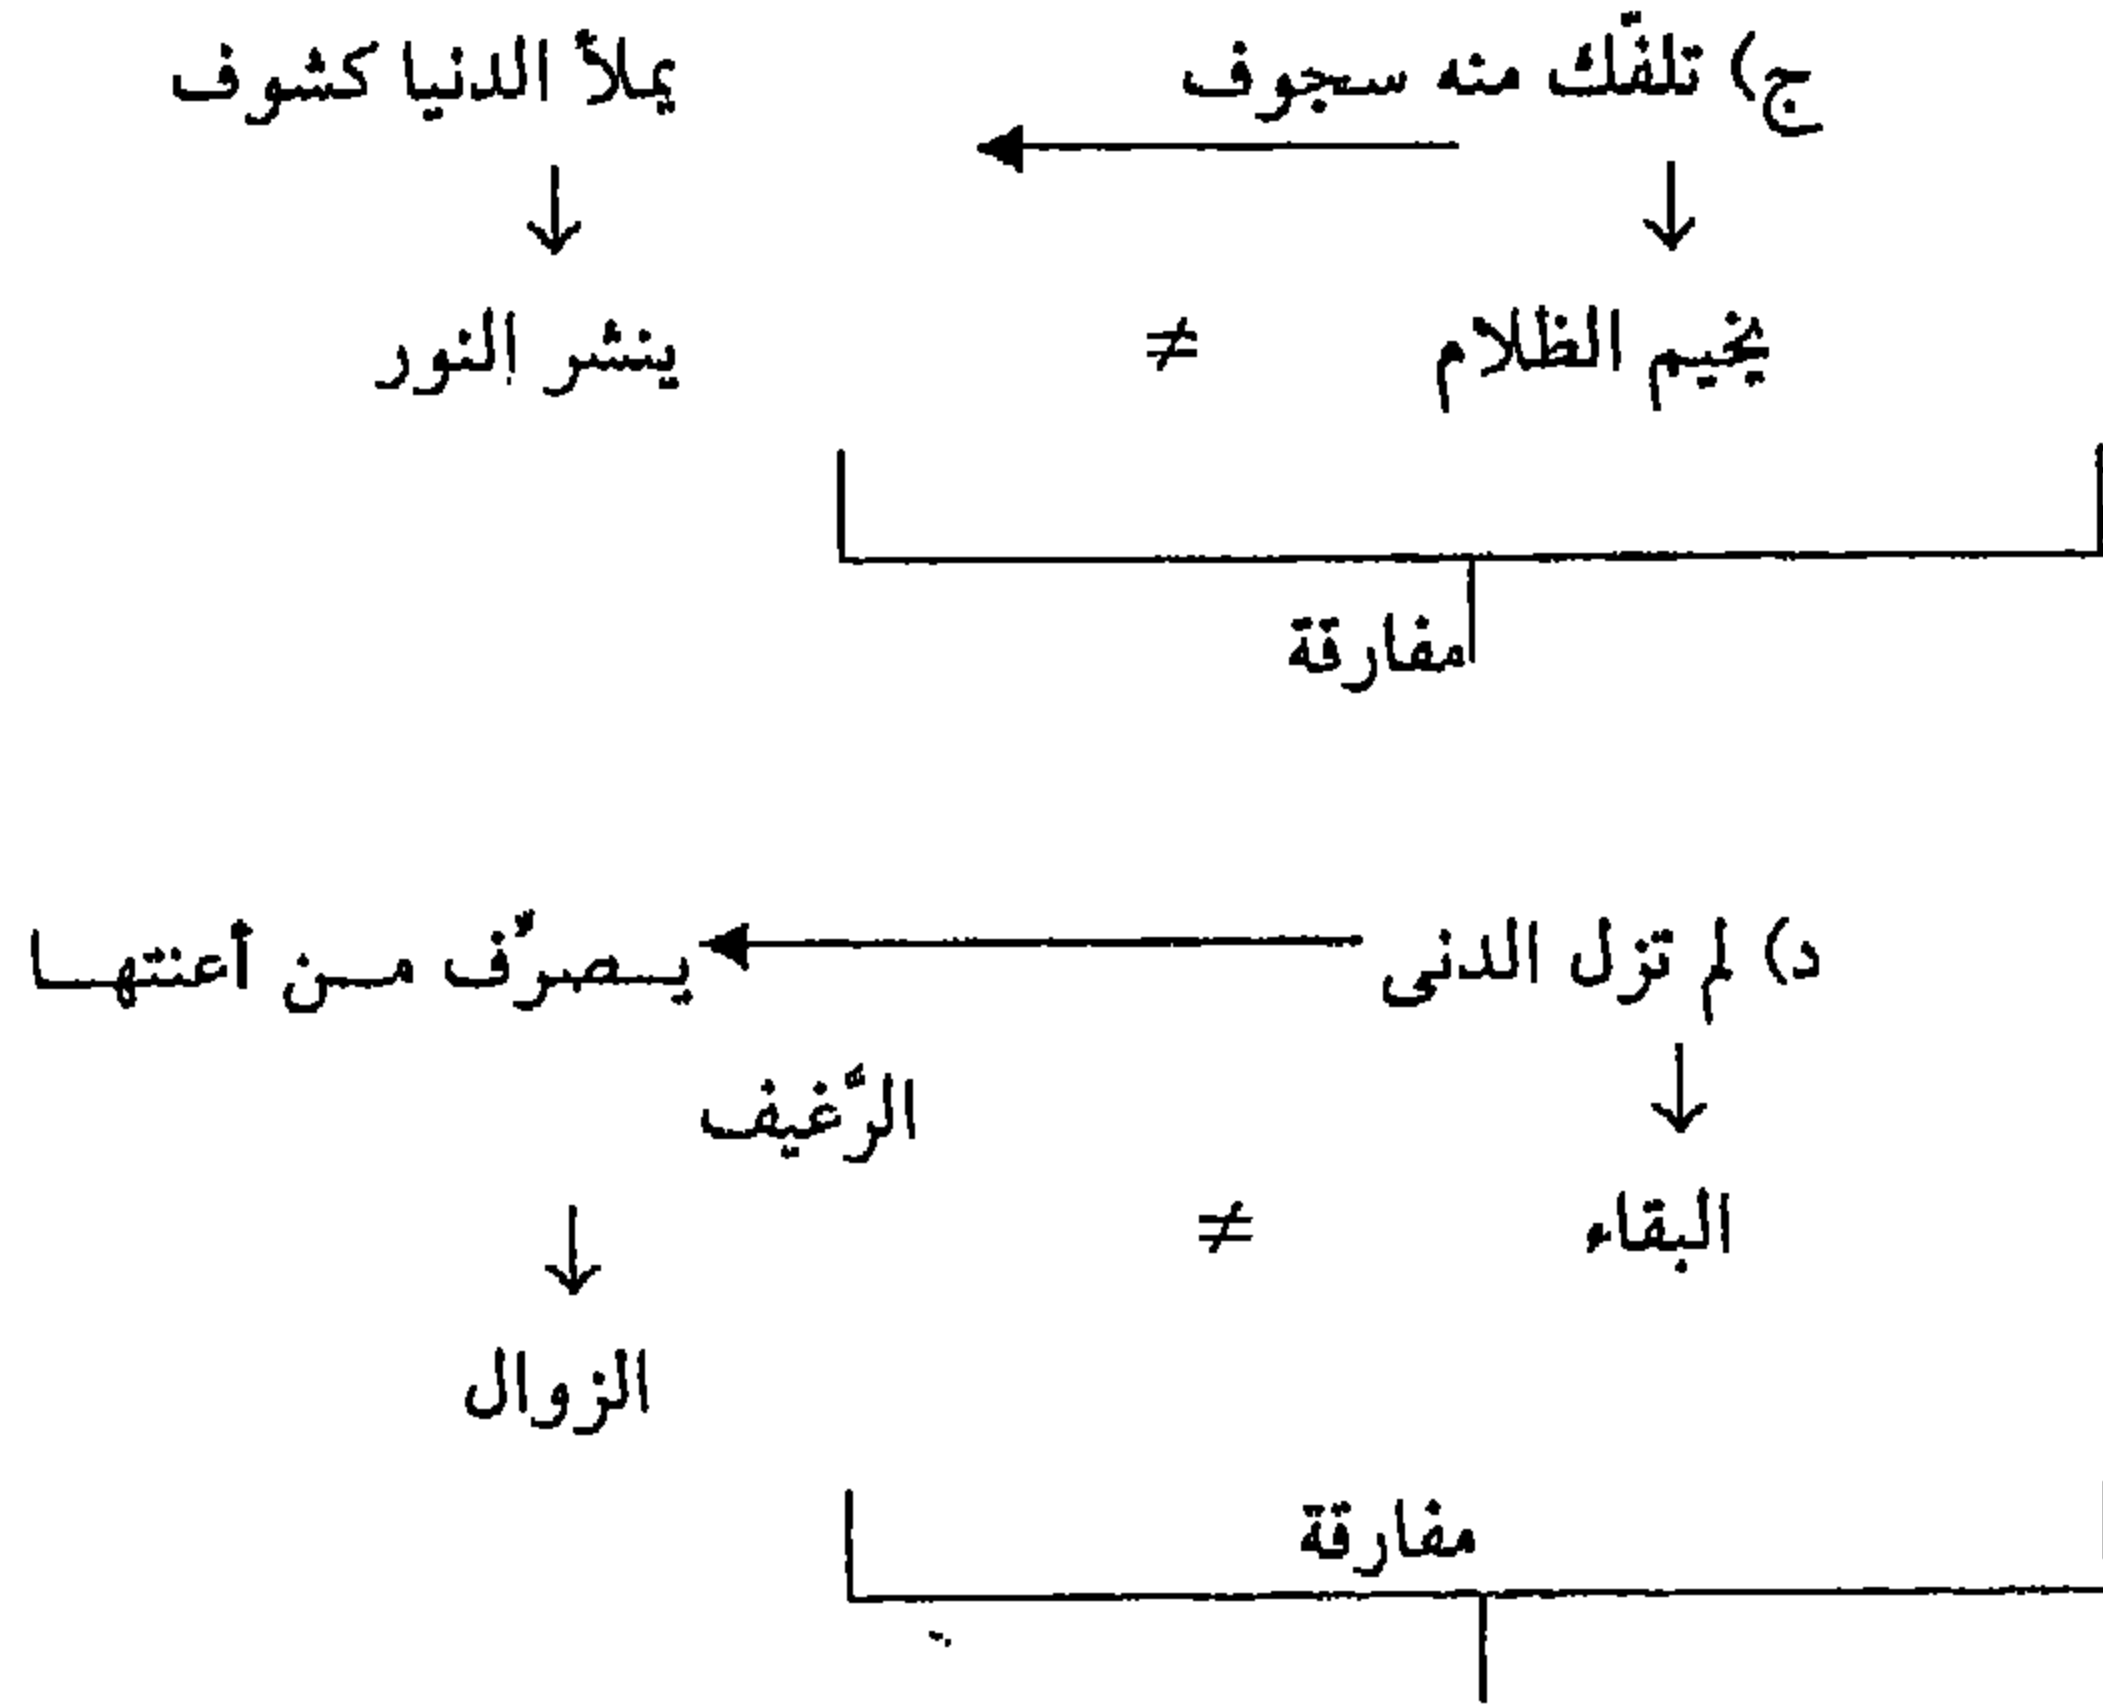 ج) تلفّك منه سجوف يملأ الدنيا كشوف
يخيم الظلام ≠ ينشر النور
مفارقة
د) لم تزل الدنى يصرّف من أعنتها
الرّغيف
البقاء ≠
الزوال
مفارقة